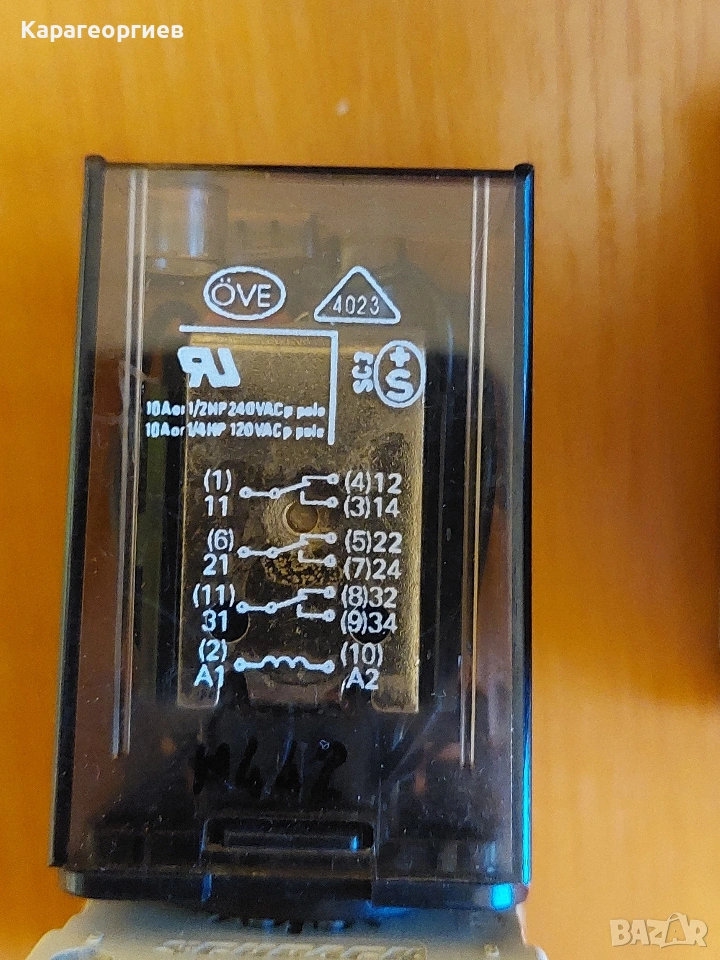 Карагеоргиев
ÖVE
4023
RU
SC3
+S
10A or 1/2HP 240VAC p pole
10A or 1/4HP 120VAC p pole
(1) (4)12
11 (3)14
(6) (5)22
21 (7)24
(11) (8)32
31 (9)34
(2) (10)
A1 A2
BAZAR